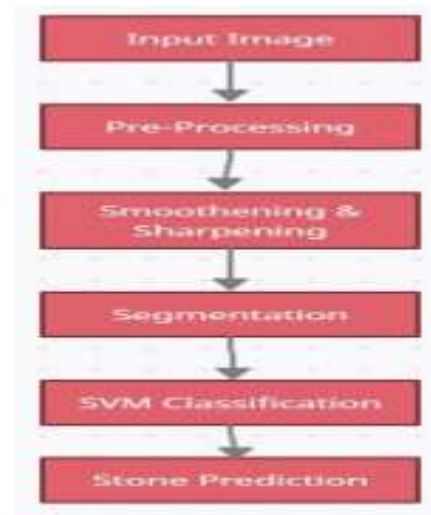 Input Image
Pre-Processing
Smoothening &
Sharpening
Segmentation
SVM Classification
Stone Prediction